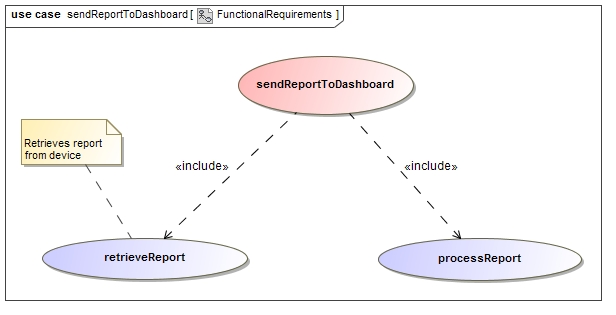 use case sendReportToDashboard [ FunctionalRequirements ]
sendReportToDashboard
Retrieves report
from device
«include»
«include»
retrieveReport
processReport